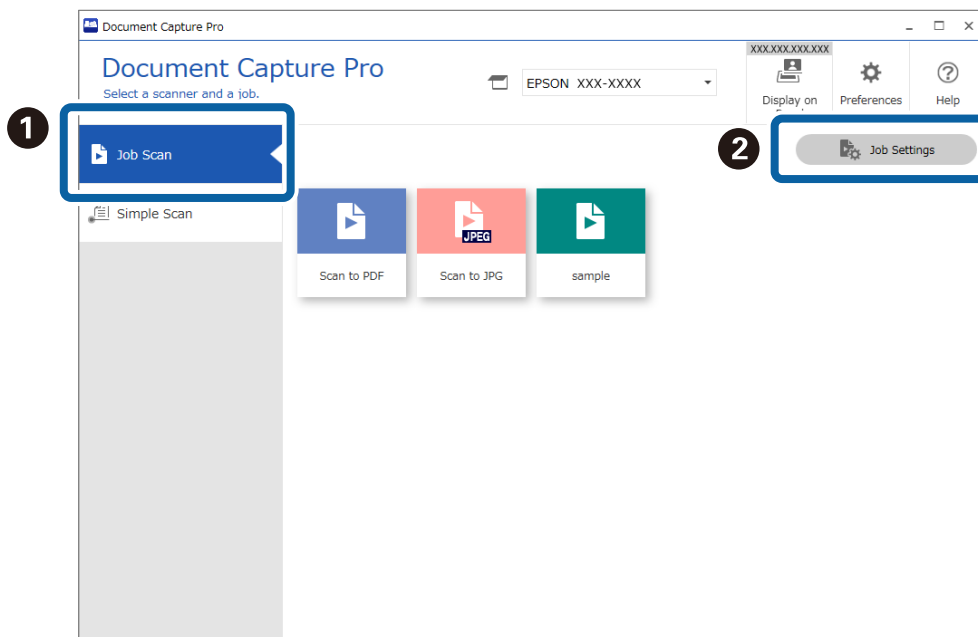 Document Capture Pro
Document Capture Pro
Select a scanner and a job.
EPSON XXX-XXXX
XXX.XXX.XXX.XXX
Display on
Preferences
Help
1
Job Scan
2
Job Settings
Simple Scan
JPEG
Scan to PDF
Scan to JPG
sample